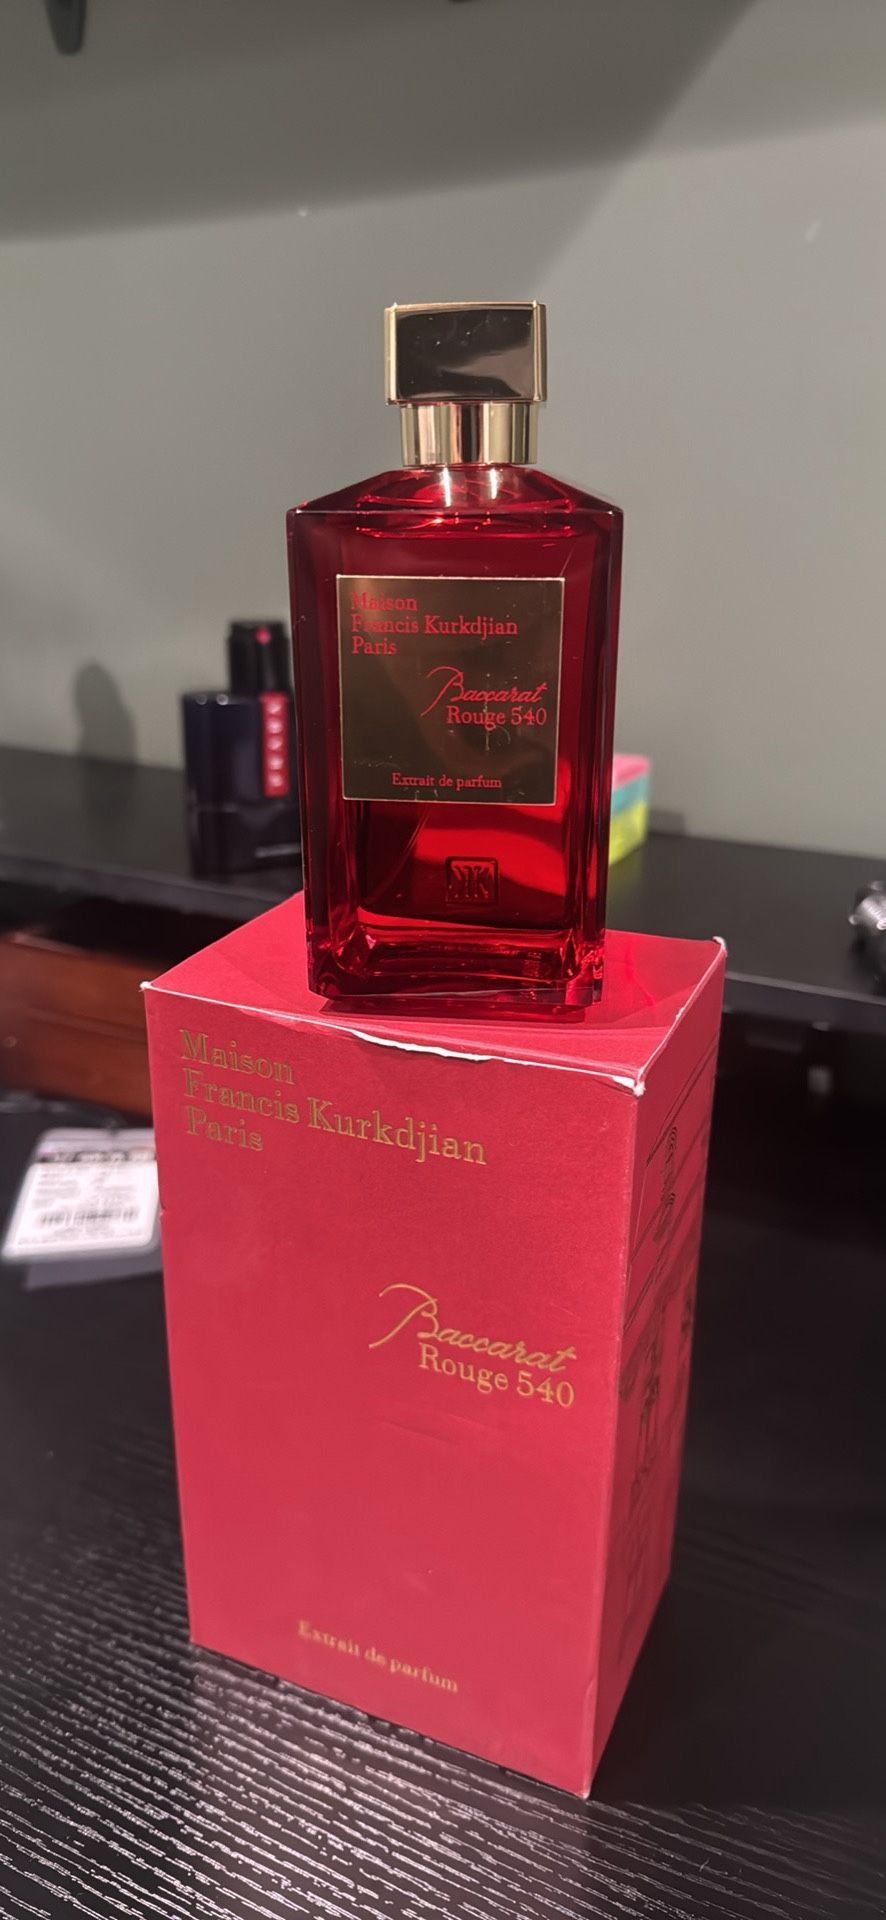 Maison
Francis Kurkdjian
Paris
Baccarat
Rouge 540
Extrait de parfum
Maison
Francis Kurkdjian
Paris
Baccarat
Rouge 540
Extrait de parfum